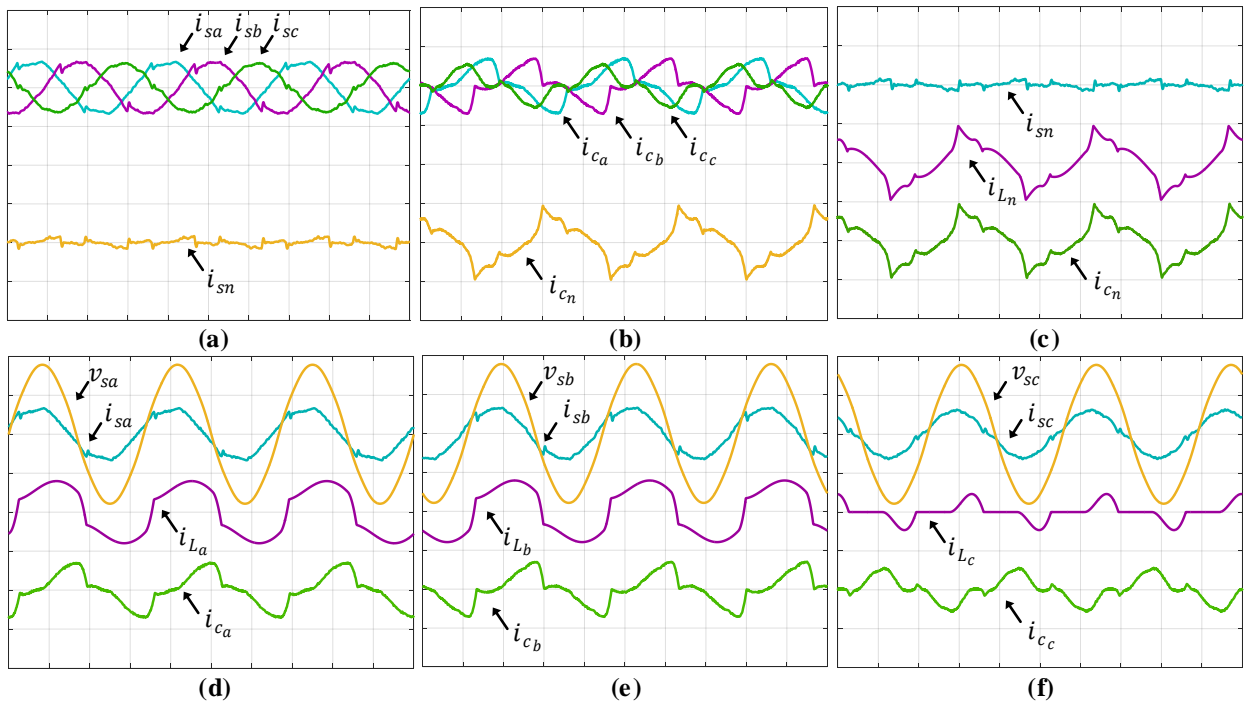 i_sa i_sb i_sc
i_sn
(a)
i_ca i_cb i_cc
i_cn
(b)
i_sn
i_Ln
i_cn
(c)
v_sa
i_sa
i_La
i_ca
(d)
v_sb
i_sb
i_Lb
i_cb
(e)
v_sc
i_sc
i_Lc
i_cc
(f)